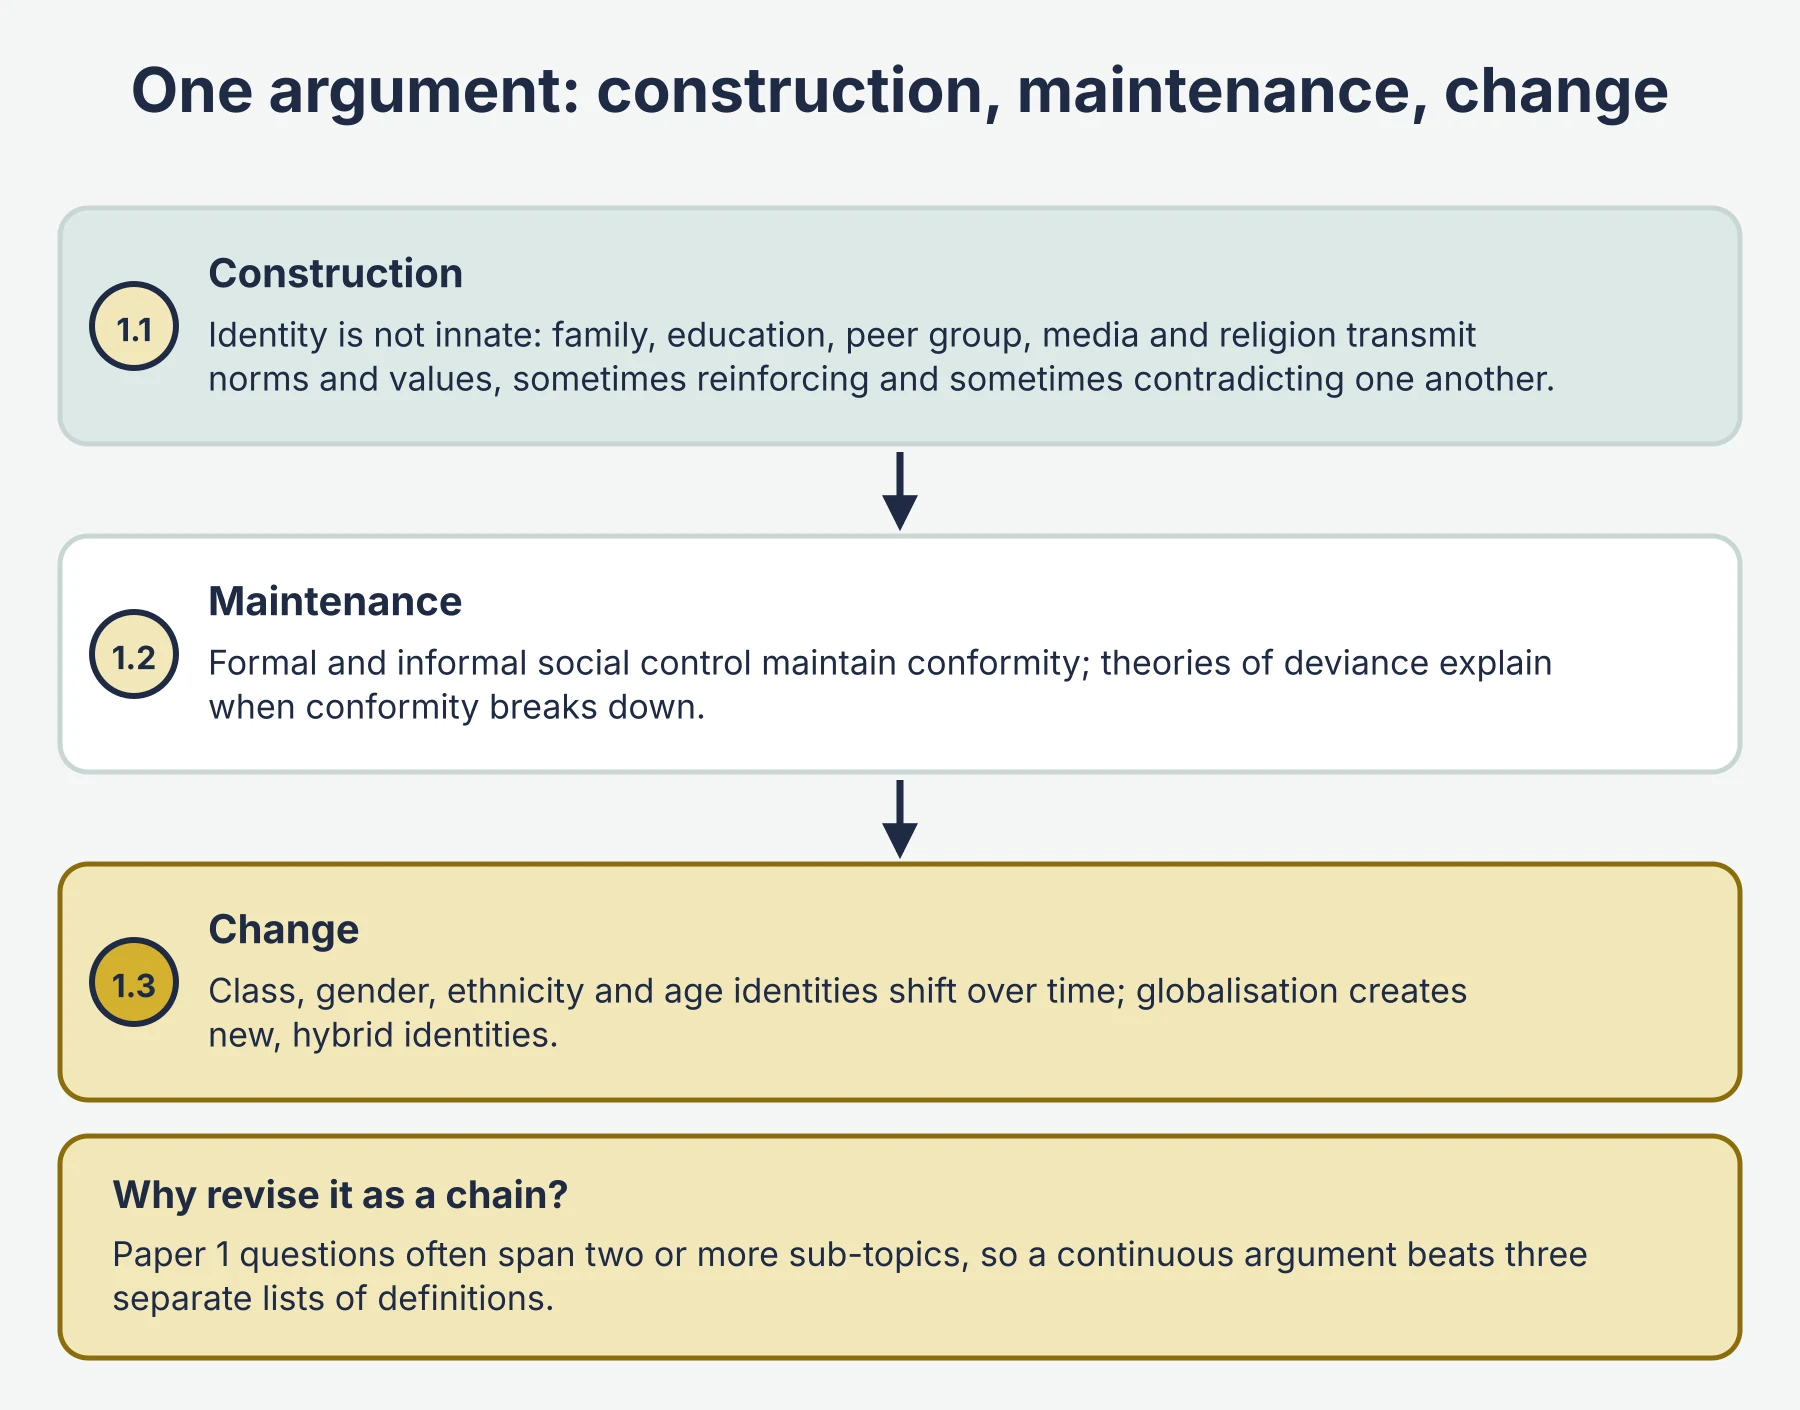 One argument: construction, maintenance, change
1.1
Construction
Identity is not innate: family, education, peer group, media and religion transmit
norms and values, sometimes reinforcing and sometimes contradicting one another.
1.2
Maintenance
Formal and informal social control maintain conformity; theories of deviance explain
when conformity breaks down.
1.3
Change
Class, gender, ethnicity and age identities shift over time; globalisation creates
new, hybrid identities.
Why revise it as a chain?
Paper 1 questions often span two or more sub-topics, so a continuous argument beats three
separate lists of definitions.